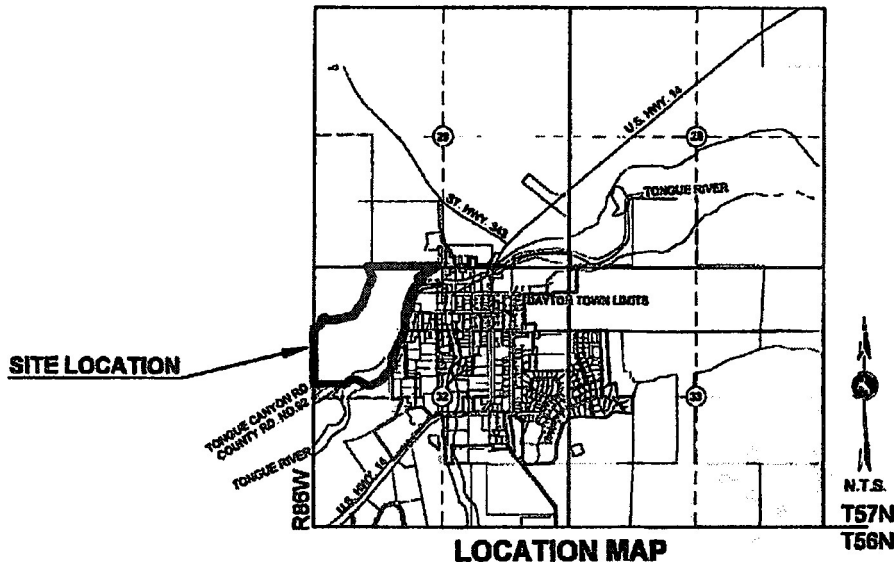 U.S. HWY. 14
29
28
TONGUE RIVER
ST. HWY. 343
DAYTON TOWN LIMITS
SITE LOCATION
TONGUE CANYON RD
COUNTY RD. NO.92
32
33
TONGUE RIVER
U.S. HWY. 14
R86W
N.T.S.
T57N
T56N
LOCATION MAP